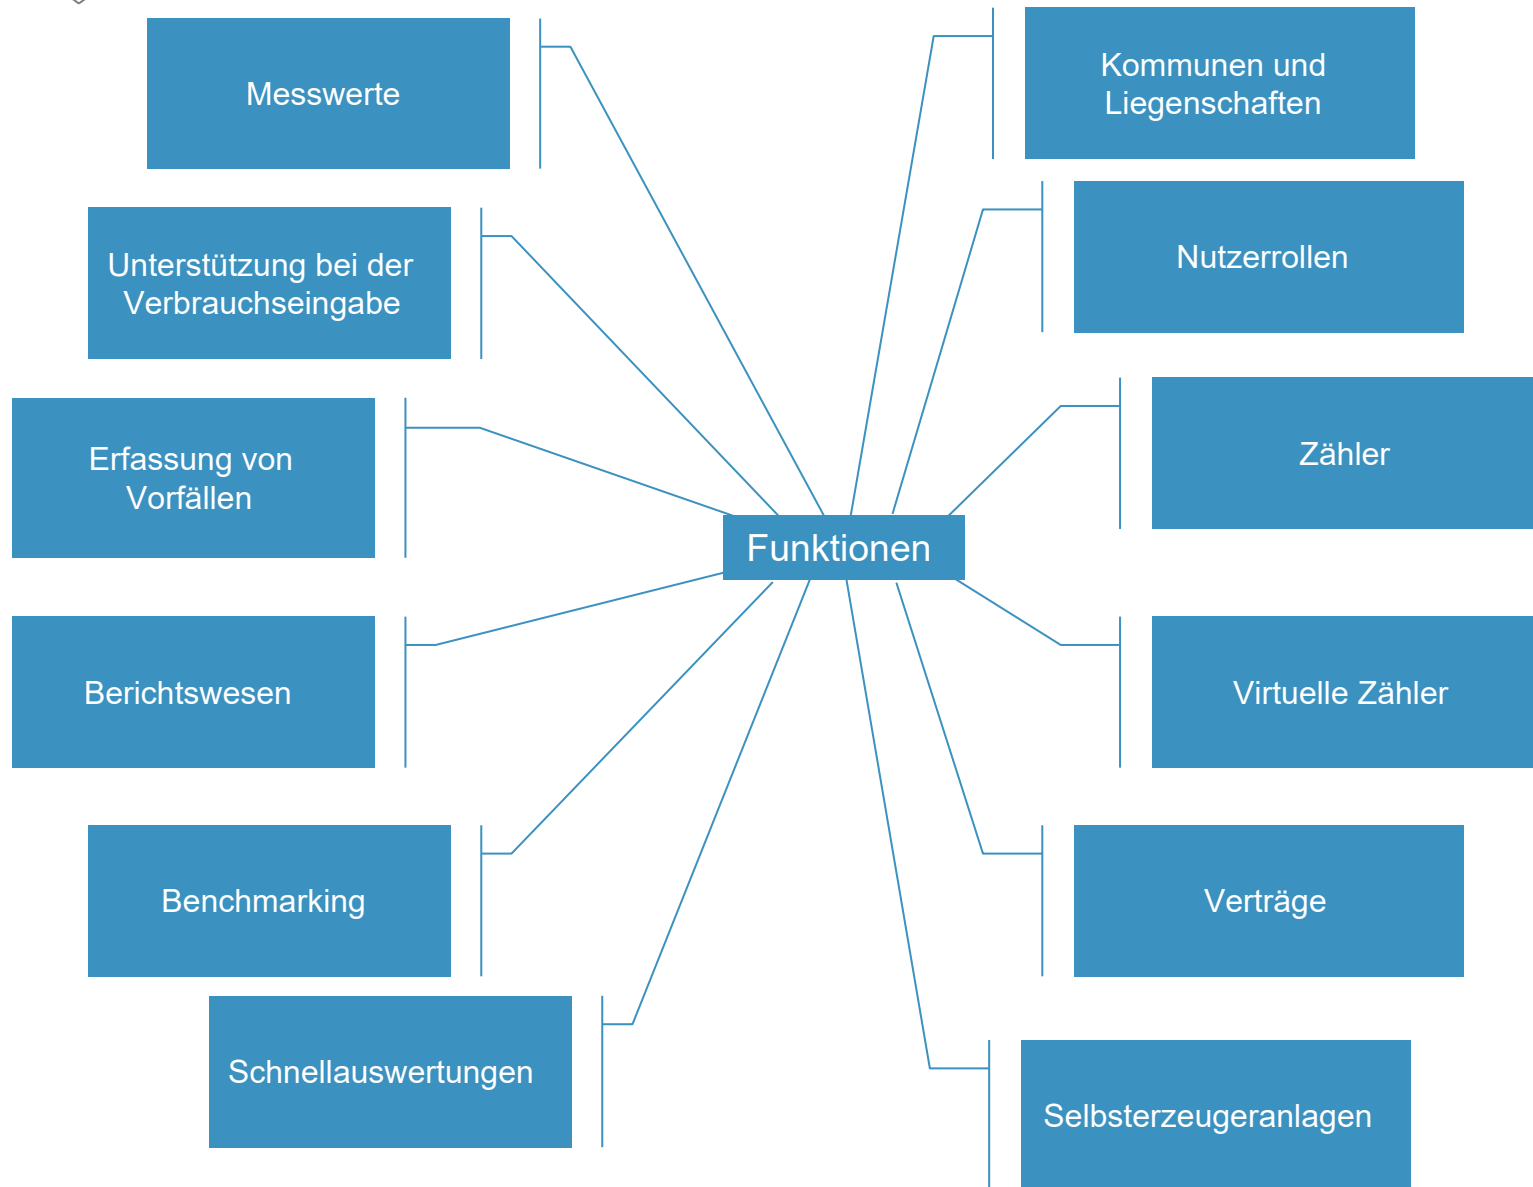 Messwerte
Kommunen und
Liegenschaften
Unterstützung bei der
Verbrauchseingabe
Nutzerrollen
Erfassung von
Vorfällen
Zähler
Funktionen
Berichtswesen
Virtuelle Zähler
Benchmarking
Verträge
Schnellauswertungen
Selbsterzeugeranlagen